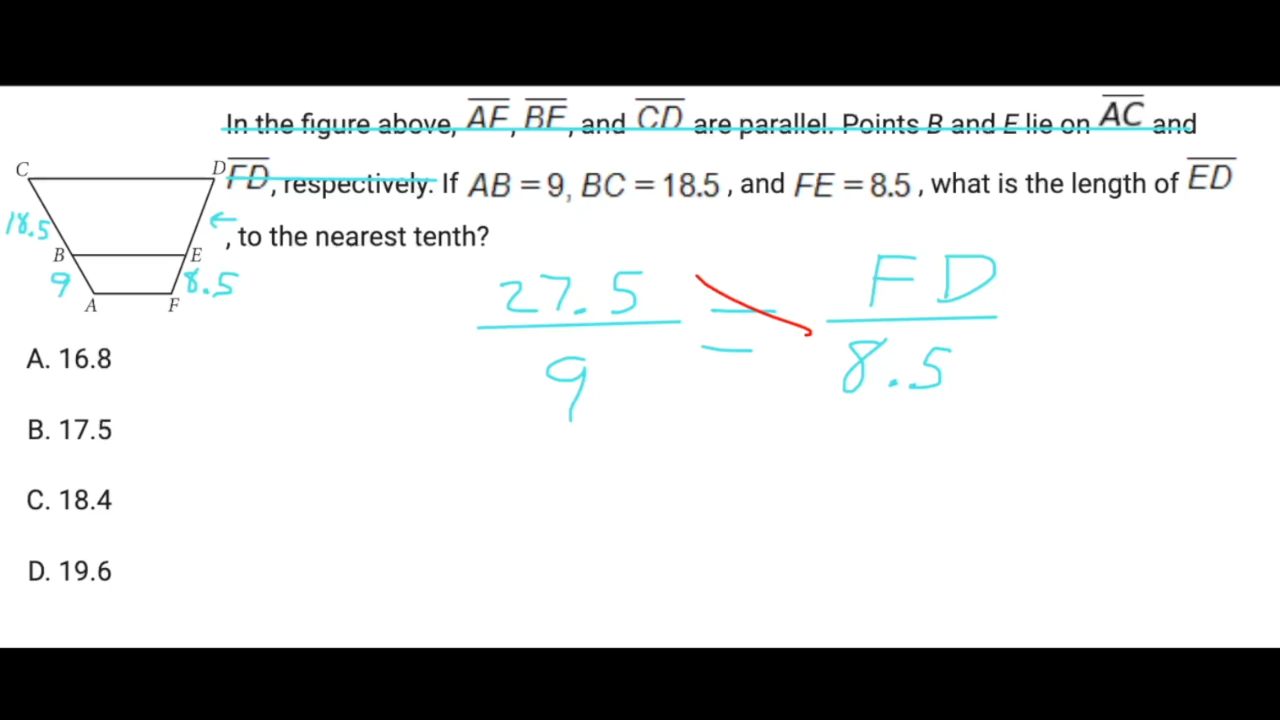 In the figure above, AF, BE, and CD are parallel. Points B and E lie on AC and
FD, respectively. If AB = 9, BC = 18.5, and FE = 8.5, what is the length of ED
, to the nearest tenth?
C D
18.5 ←
B E
9 8.5
A F
27.5 = FD
9 8.5
A. 16.8
B. 17.5
C. 18.4
D. 19.6